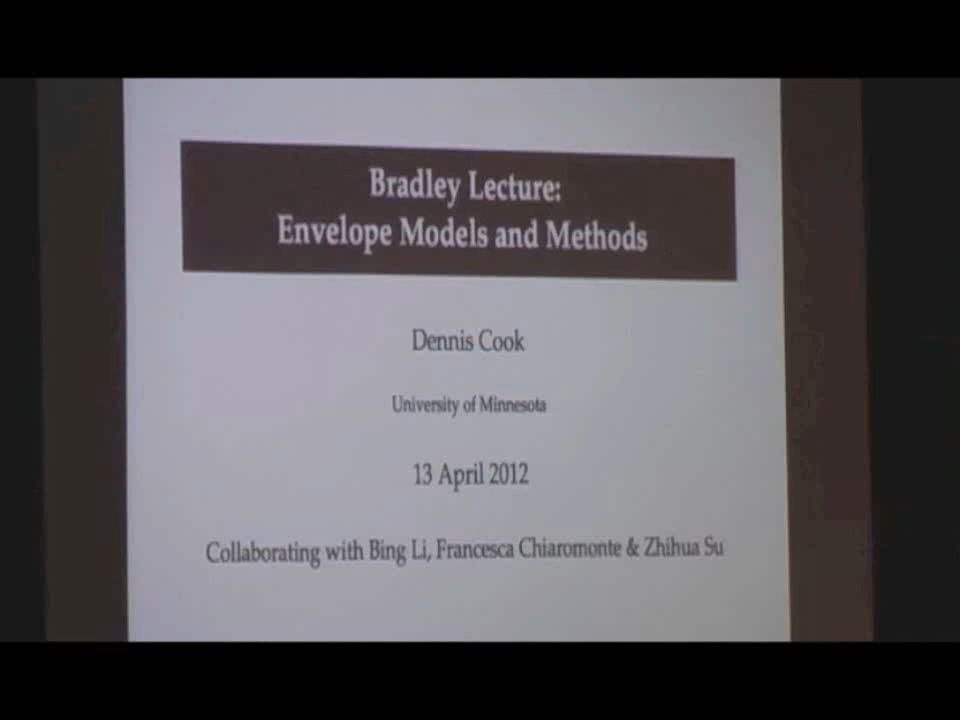 Bradley Lecture:
Envelope Models and Methods
Dennis Cook
University of Minnesota
13 April 2012
Collaborating with Bing Li, Francesca Chiaromonte & Zhihua Su